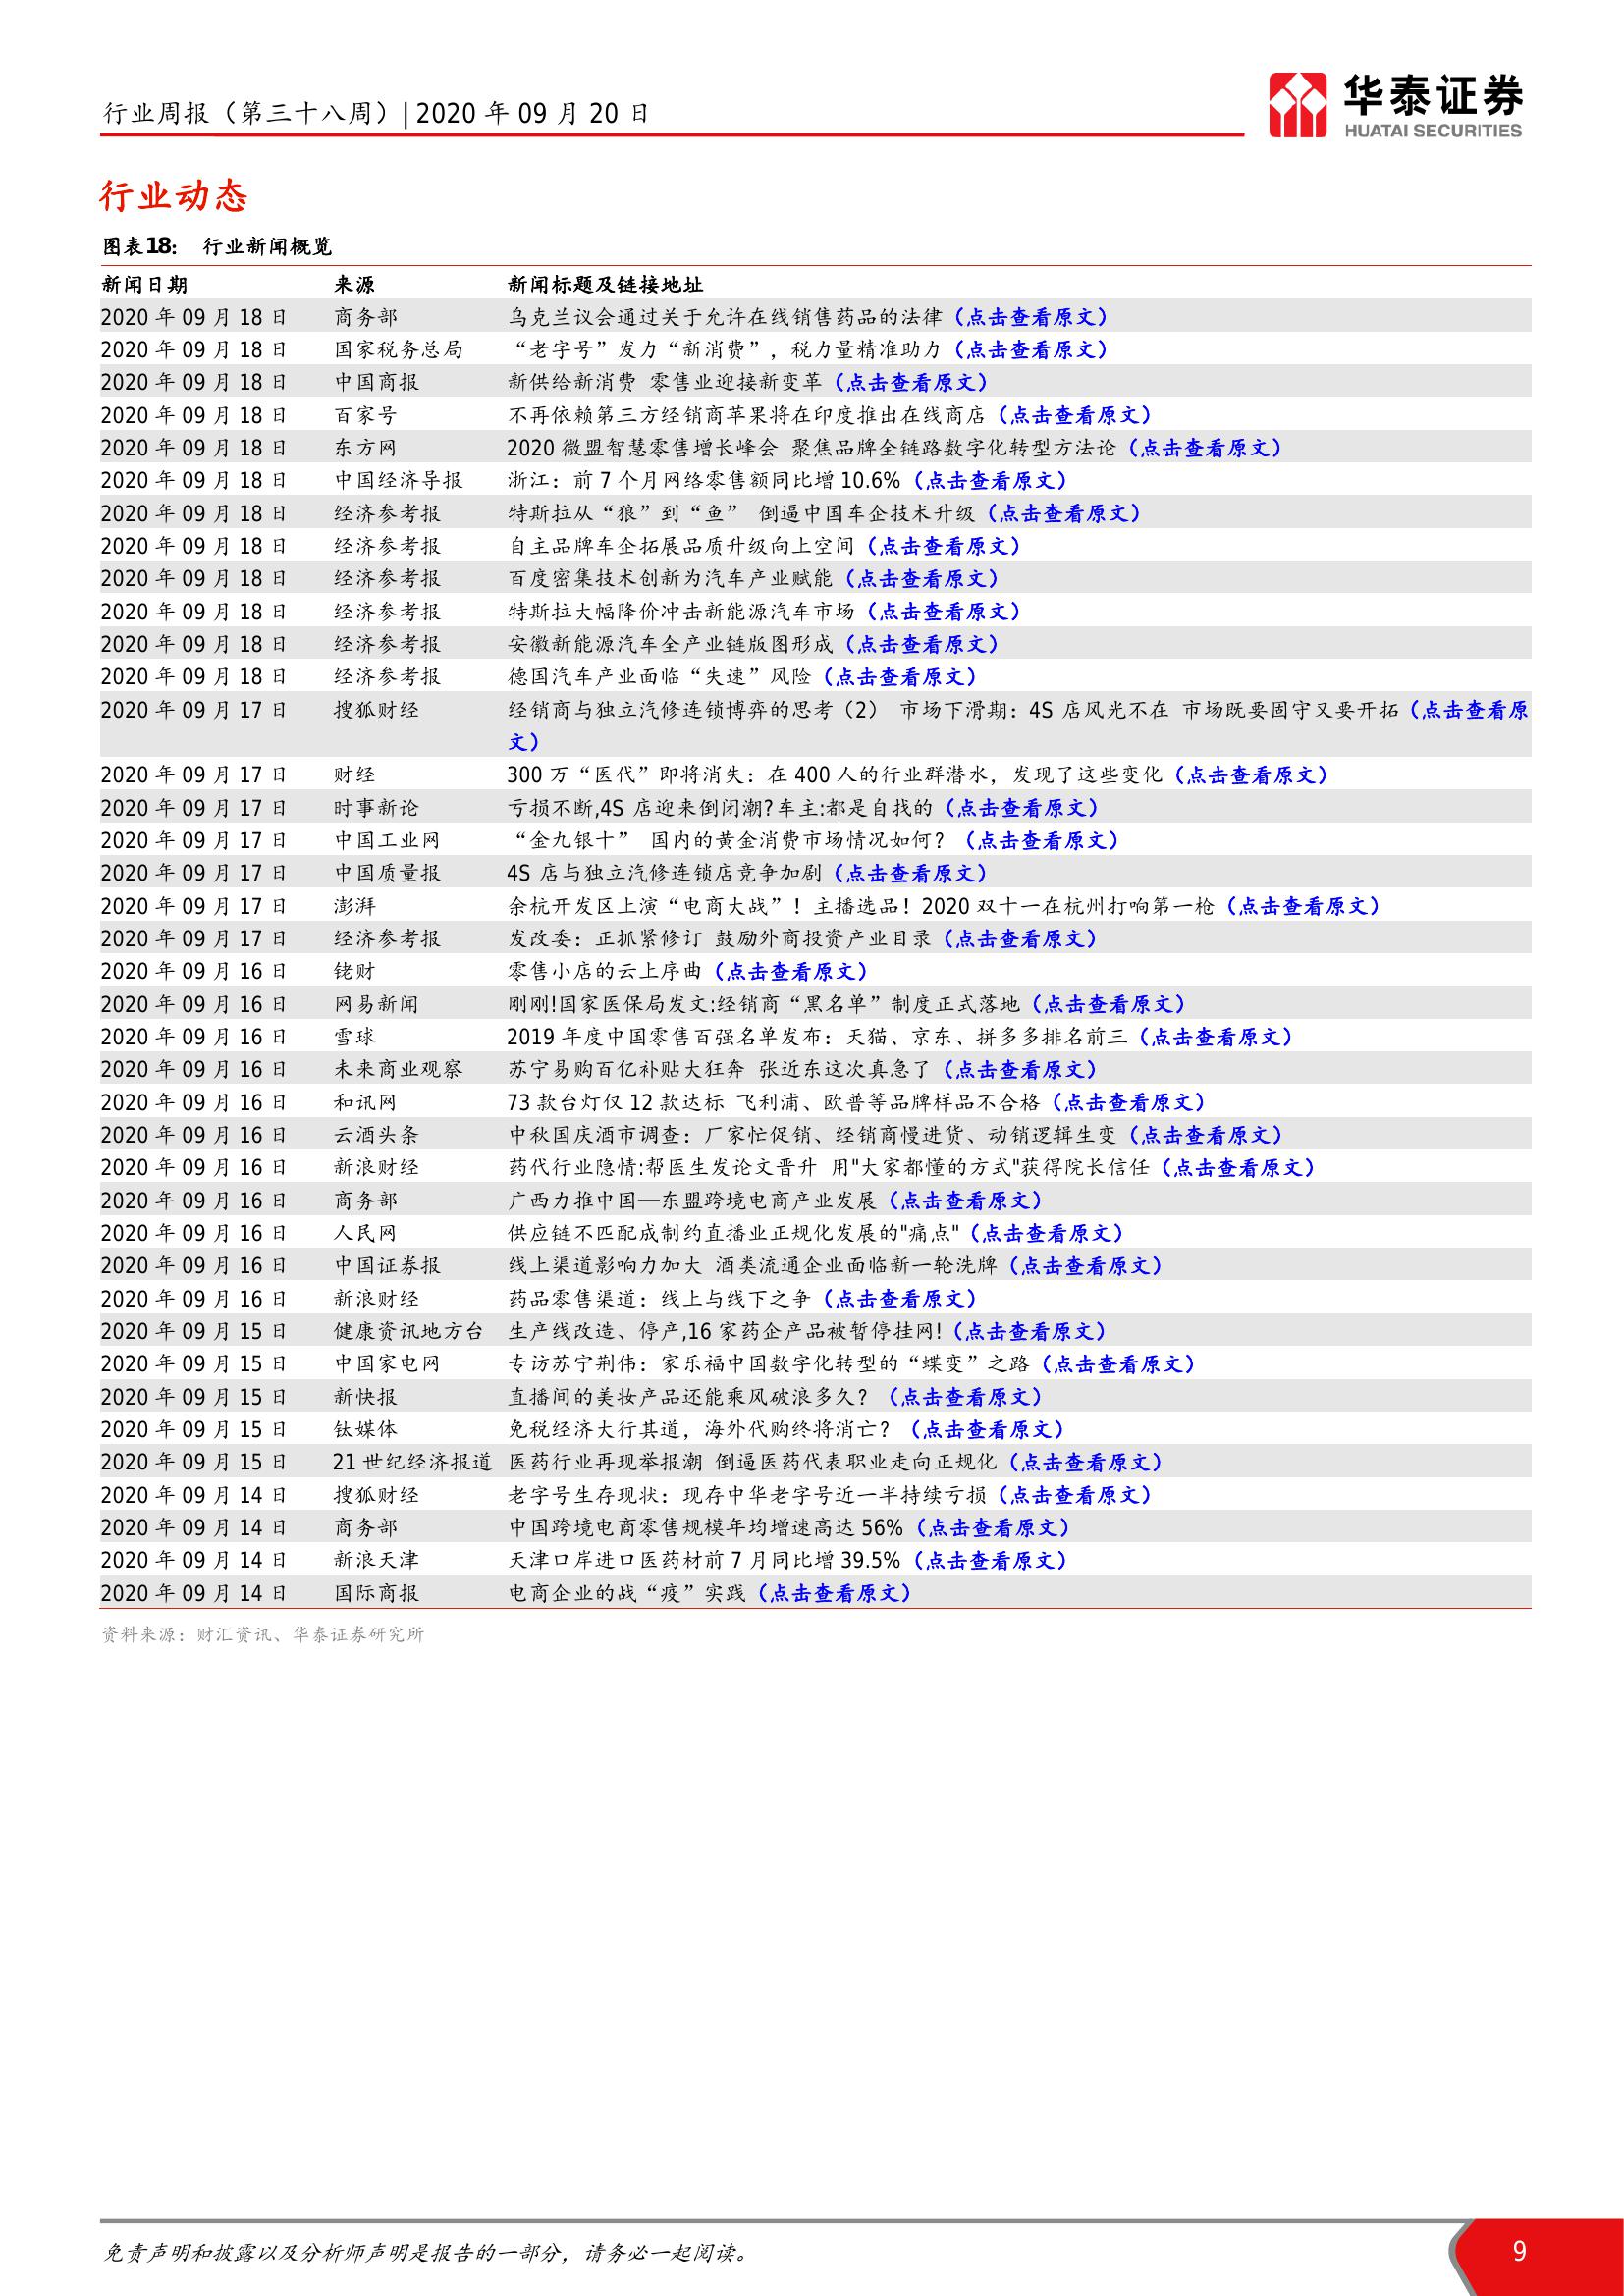 行业周报（第三十八周）| 2020 年 09 月 20 日
华泰证券
HUATAI SECURITIES
行业动态
图表18： 行业新闻概览
新闻日期 来源 新闻标题及链接地址
2020 年 09 月 18 日 商务部 乌克兰议会通过关于允许在线销售药品的法律（点击查看原文）
2020 年 09 月 18 日 国家税务总局 “老字号”发力“新消费”，税力量精准助力（点击查看原文）
2020 年 09 月 18 日 中国商报 新供给新消费 零售业迎接新变革（点击查看原文）
2020 年 09 月 18 日 百家号 不再依赖第三方经销商苹果将在印度推出在线商店（点击查看原文）
2020 年 09 月 18 日 东方网 2020 微盟智慧零售增长峰会 聚焦品牌全链路数字化转型方法论（点击查看原文）
2020 年 09 月 18 日 中国经济导报 浙江：前 7 个月网络零售额同比增 10.6%（点击查看原文）
2020 年 09 月 18 日 经济参考报 特斯拉从“狼”到“鱼” 倒逼中国车企技术升级（点击查看原文）
2020 年 09 月 18 日 经济参考报 自主品牌车企拓展品质升级向上空间（点击查看原文）
2020 年 09 月 18 日 经济参考报 百度密集技术创新为汽车产业赋能（点击查看原文）
2020 年 09 月 18 日 经济参考报 特斯拉大幅降价冲击新能源汽车市场（点击查看原文）
2020 年 09 月 18 日 经济参考报 安徽新能源汽车全产业链版图形成（点击查看原文）
2020 年 09 月 18 日 经济参考报 德国汽车产业面临“失速”风险（点击查看原文）
2020 年 09 月 17 日 搜狐财经 经销商与独立汽修连锁博弈的思考（2） 市场下滑期：4S 店风光不在 市场既要固守又要开拓（点击查看原
文）
2020 年 09 月 17 日 财经 300 万“医代”即将消失：在 400 人的行业群潜水，发现了这些变化（点击查看原文）
2020 年 09 月 17 日 时事新论 亏损不断,4S 店迎来倒闭潮?车主:都是自找的（点击查看原文）
2020 年 09 月 17 日 中国工业网 “金九银十” 国内的黄金消费市场情况如何？（点击查看原文）
2020 年 09 月 17 日 中国质量报 4S 店与独立汽修连锁店竞争加剧（点击查看原文）
2020 年 09 月 17 日 澎湃 余杭开发区上演“电商大战”！主播选品！2020 双十一在杭州打响第一枪（点击查看原文）
2020 年 09 月 17 日 经济参考报 发改委：正抓紧修订 鼓励外商投资产业目录（点击查看原文）
2020 年 09 月 16 日 铑财 零售小店的云上序曲（点击查看原文）
2020 年 09 月 16 日 网易新闻 刚刚!国家医保局发文:经销商“黑名单”制度正式落地（点击查看原文）
2020 年 09 月 16 日 雪球 2019 年度中国零售百强名单发布：天猫、京东、拼多多排名前三（点击查看原文）
2020 年 09 月 16 日 未来商业观察 苏宁易购百亿补贴大狂奔 张近东这次真急了（点击查看原文）
2020 年 09 月 16 日 和讯网 73 款台灯仅 12 款达标 飞利浦、欧普等品牌样品不合格（点击查看原文）
2020 年 09 月 16 日 云酒头条 中秋国庆酒市调查：厂家忙促销、经销商慢进货、动销逻辑生变（点击查看原文）
2020 年 09 月 16 日 新浪财经 药代行业隐情:帮医生发论文晋升 用"大家都懂的方式"获得院长信任（点击查看原文）
2020 年 09 月 16 日 商务部 广西力推中国—东盟跨境电商产业发展（点击查看原文）
2020 年 09 月 16 日 人民网 供应链不匹配成制约直播业正规化发展的"痛点"（点击查看原文）
2020 年 09 月 16 日 中国证券报 线上渠道影响力加大 酒类流通企业面临新一轮洗牌（点击查看原文）
2020 年 09 月 16 日 新浪财经 药品零售渠道：线上与线下之争（点击查看原文）
2020 年 09 月 15 日 健康资讯地方台 生产线改造、停产,16 家药企产品被暂停挂网!（点击查看原文）
2020 年 09 月 15 日 中国家电网 专访苏宁荆伟：家乐福中国数字化转型的“蝶变”之路（点击查看原文）
2020 年 09 月 15 日 新快报 直播间的美妆产品还能乘风破浪多久？（点击查看原文）
2020 年 09 月 15 日 钛媒体 免税经济大行其道，海外代购终将消亡？（点击查看原文）
2020 年 09 月 15 日 21 世纪经济报道 医药行业再现举报潮 倒逼医药代表职业走向正规化（点击查看原文）
2020 年 09 月 14 日 搜狐财经 老字号生存现状：现存中华老字号近一半持续亏损（点击查看原文）
2020 年 09 月 14 日 商务部 中国跨境电商零售规模年均增速高达 56%（点击查看原文）
2020 年 09 月 14 日 新浪天津 天津口岸进口医药材前 7 月同比增 39.5%（点击查看原文）
2020 年 09 月 14 日 国际商报 电商企业的战“疫”实践（点击查看原文）
资料来源：财汇资讯、华泰证券研究所
免责声明和披露以及分析师声明是报告的一部分，请务必一起阅读。
9